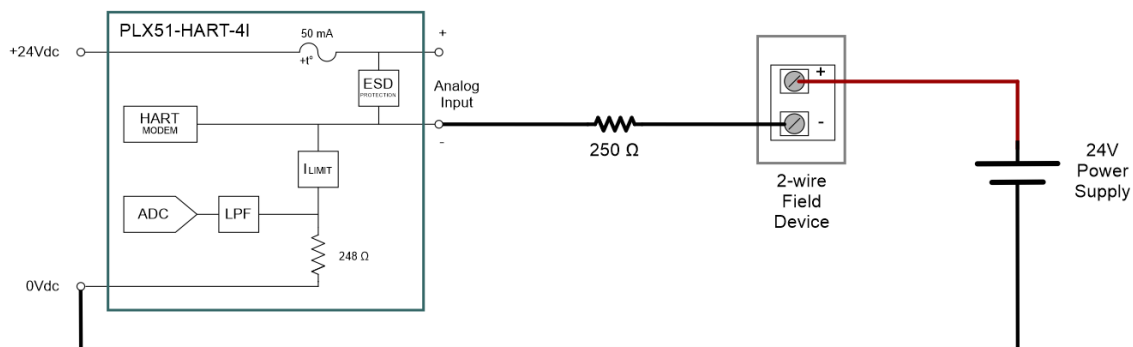 PLX51-HART-4I
+24Vdc
50 mA
+t°
+
ESD
PROTECTION
Analog
Input
-
HART
MODEM
I LIMIT
ADC
LPF
248 Ω
0Vdc
250 Ω
+
-
2-wire
Field
Device
24V
Power
Supply